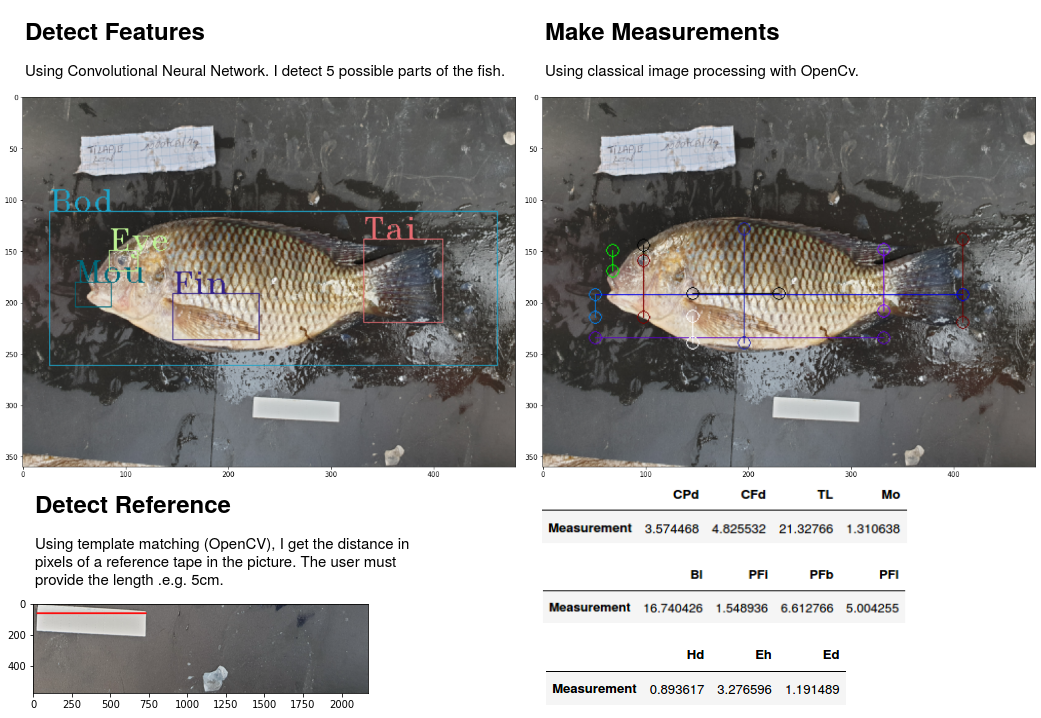 Detect Features
Using Convolutional Neural Network. I detect 5 possible parts of the fish.
0
50
100
150
200
250
300
350
0
100
200
300
400
Bod
Eye
Mou
Fin
Tai
Make Measurements
Using classical image processing with OpenCv.
0
50
100
150
200
250
300
350
0
100
200
300
400
Detect Reference
Using template matching (OpenCV), I get the distance in
pixels of a reference tape in the picture. The user must
provide the length .e.g. 5cm.
0
200
400
0 250 500 750 1000 1250 1500 1750 2000
CPd CFd TL Mo
Measurement 3.574468 4.825532 21.32766 1.310638
Bl PFl PFb PFl
Measurement 16.740426 1.548936 6.612766 5.004255
Hd Eh Ed
Measurement 0.893617 3.276596 1.191489